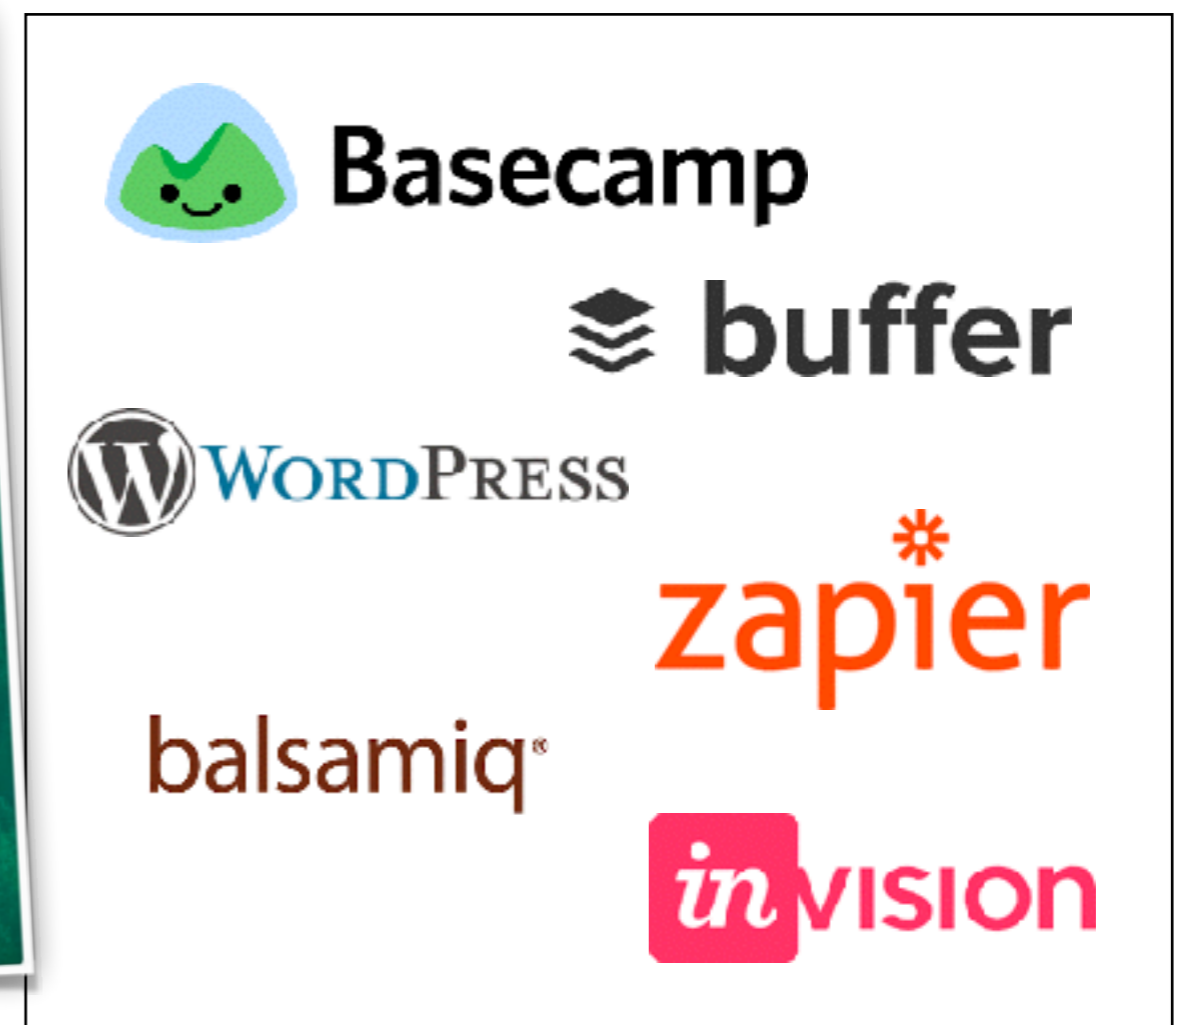 Basecamp
buffer
WORDPRESS
zapier
balsamiq®
invision